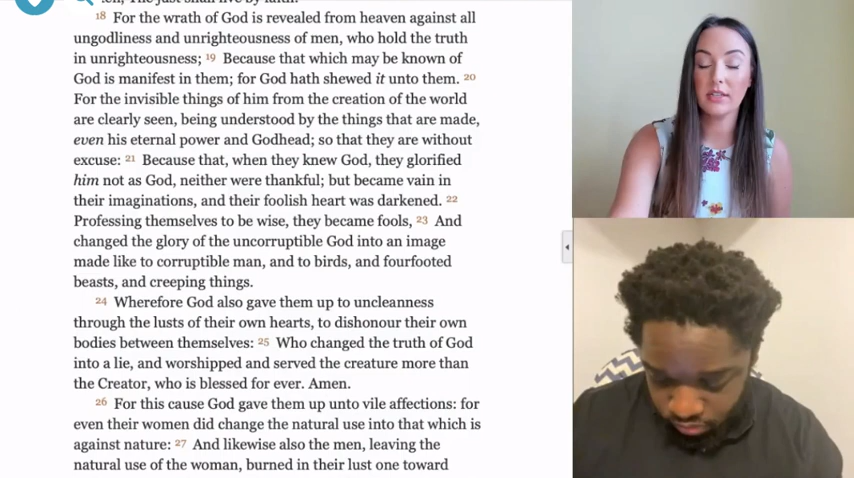 The just shall live by faith.
18 For the wrath of God is revealed from heaven against all
ungodliness and unrighteousness of men, who hold the truth
in unrighteousness; 19 Because that which may be known of
God is manifest in them; for God hath shewed it unto them. 20
For the invisible things of him from the creation of the world
are clearly seen, being understood by the things that are made,
even his eternal power and Godhead; so that they are without
excuse: 21 Because that, when they knew God, they glorified
him not as God, neither were thankful; but became vain in
their imaginations, and their foolish heart was darkened. 22
Professing themselves to be wise, they became fools, 23 And
changed the glory of the uncorruptible God into an image
made like to corruptible man, and to birds, and fourfooted
beasts, and creeping things.
24 Wherefore God also gave them up to uncleanness
through the lusts of their own hearts, to dishonour their own
bodies between themselves: 25 Who changed the truth of God
into a lie, and worshipped and served the creature more than
the Creator, who is blessed for ever. Amen.
26 For this cause God gave them up unto vile affections: for
even their women did change the natural use into that which is
against nature: 27 And likewise also the men, leaving the
natural use of the woman, burned in their lust one toward